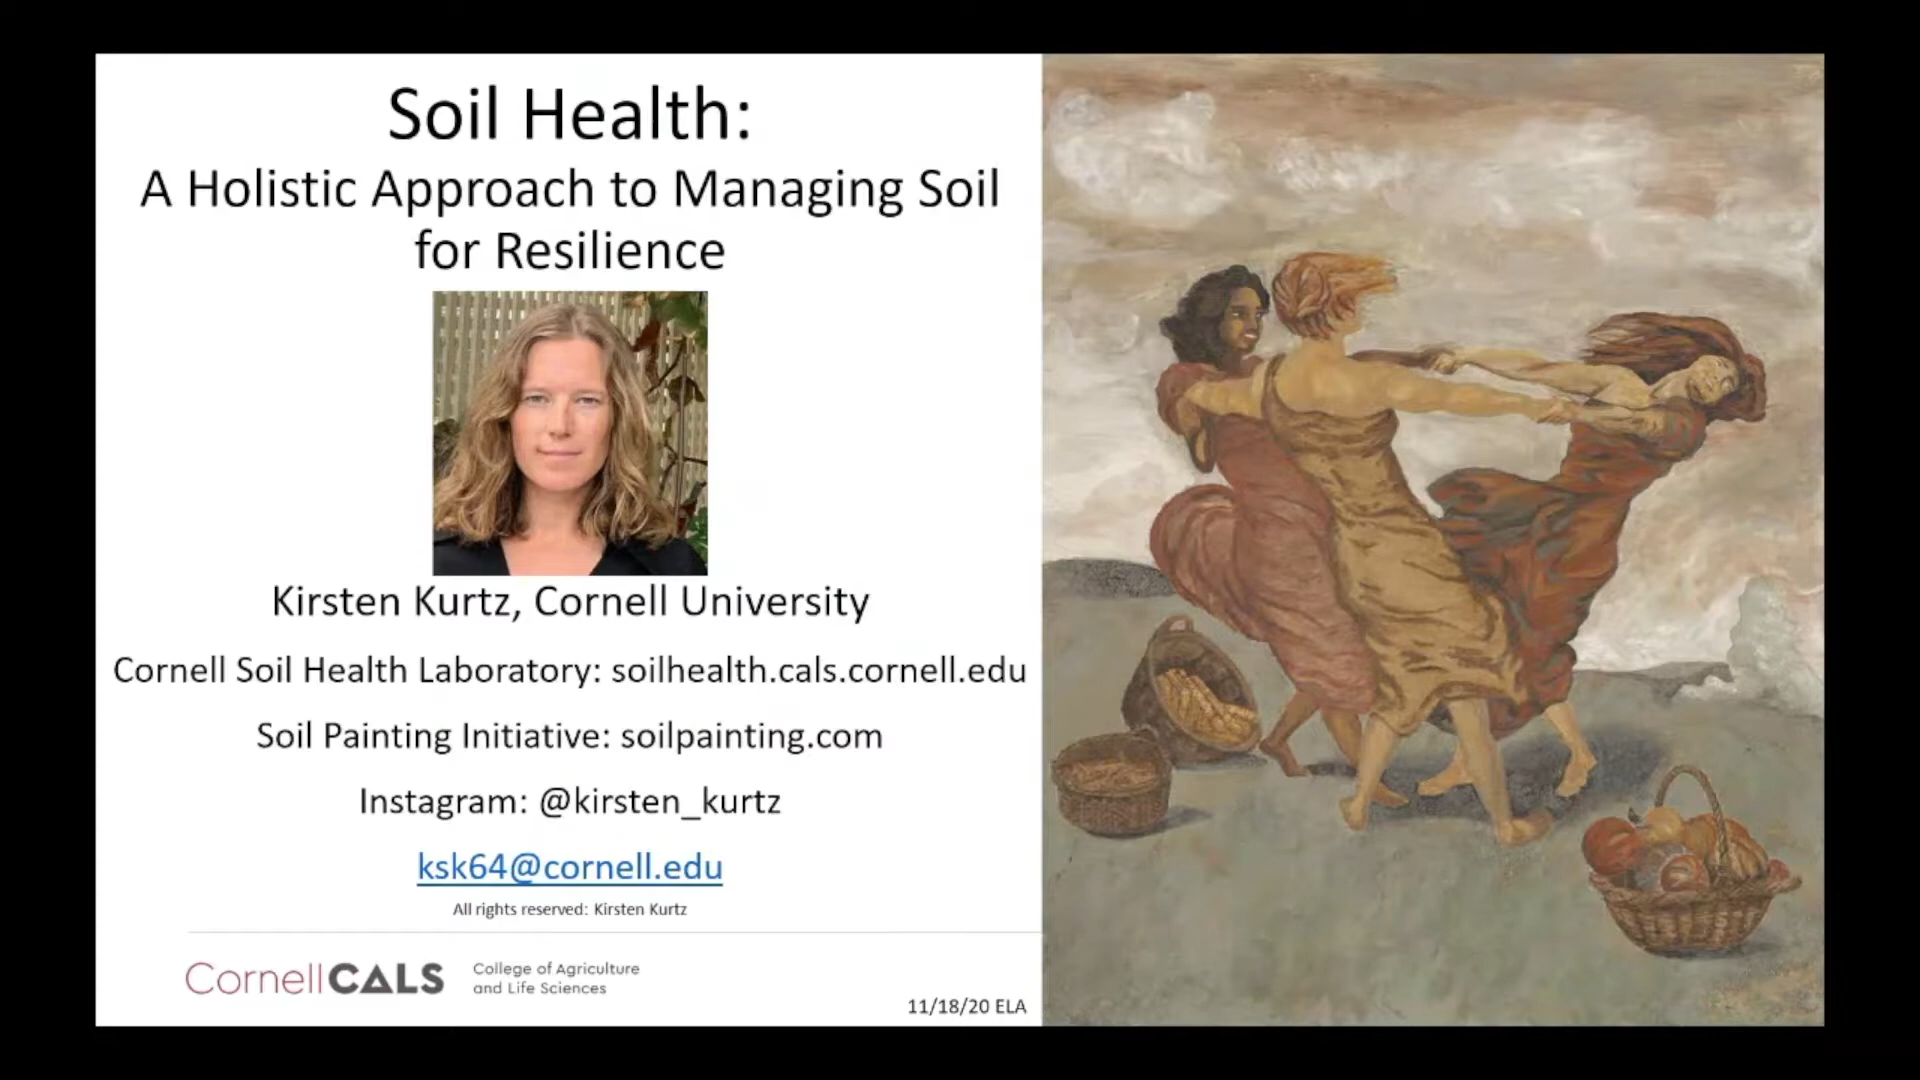 Soil Health:
A Holistic Approach to Managing Soil
for Resilience
Kirsten Kurtz, Cornell University
Cornell Soil Health Laboratory: soilhealth.cals.cornell.edu
Soil Painting Initiative: soilpainting.com
Instagram: @kirsten_kurtz
ksk64@cornell.edu
All rights reserved: Kirsten Kurtz
CornellCALS
College of Agriculture
and Life Sciences
11/18/20 ELA